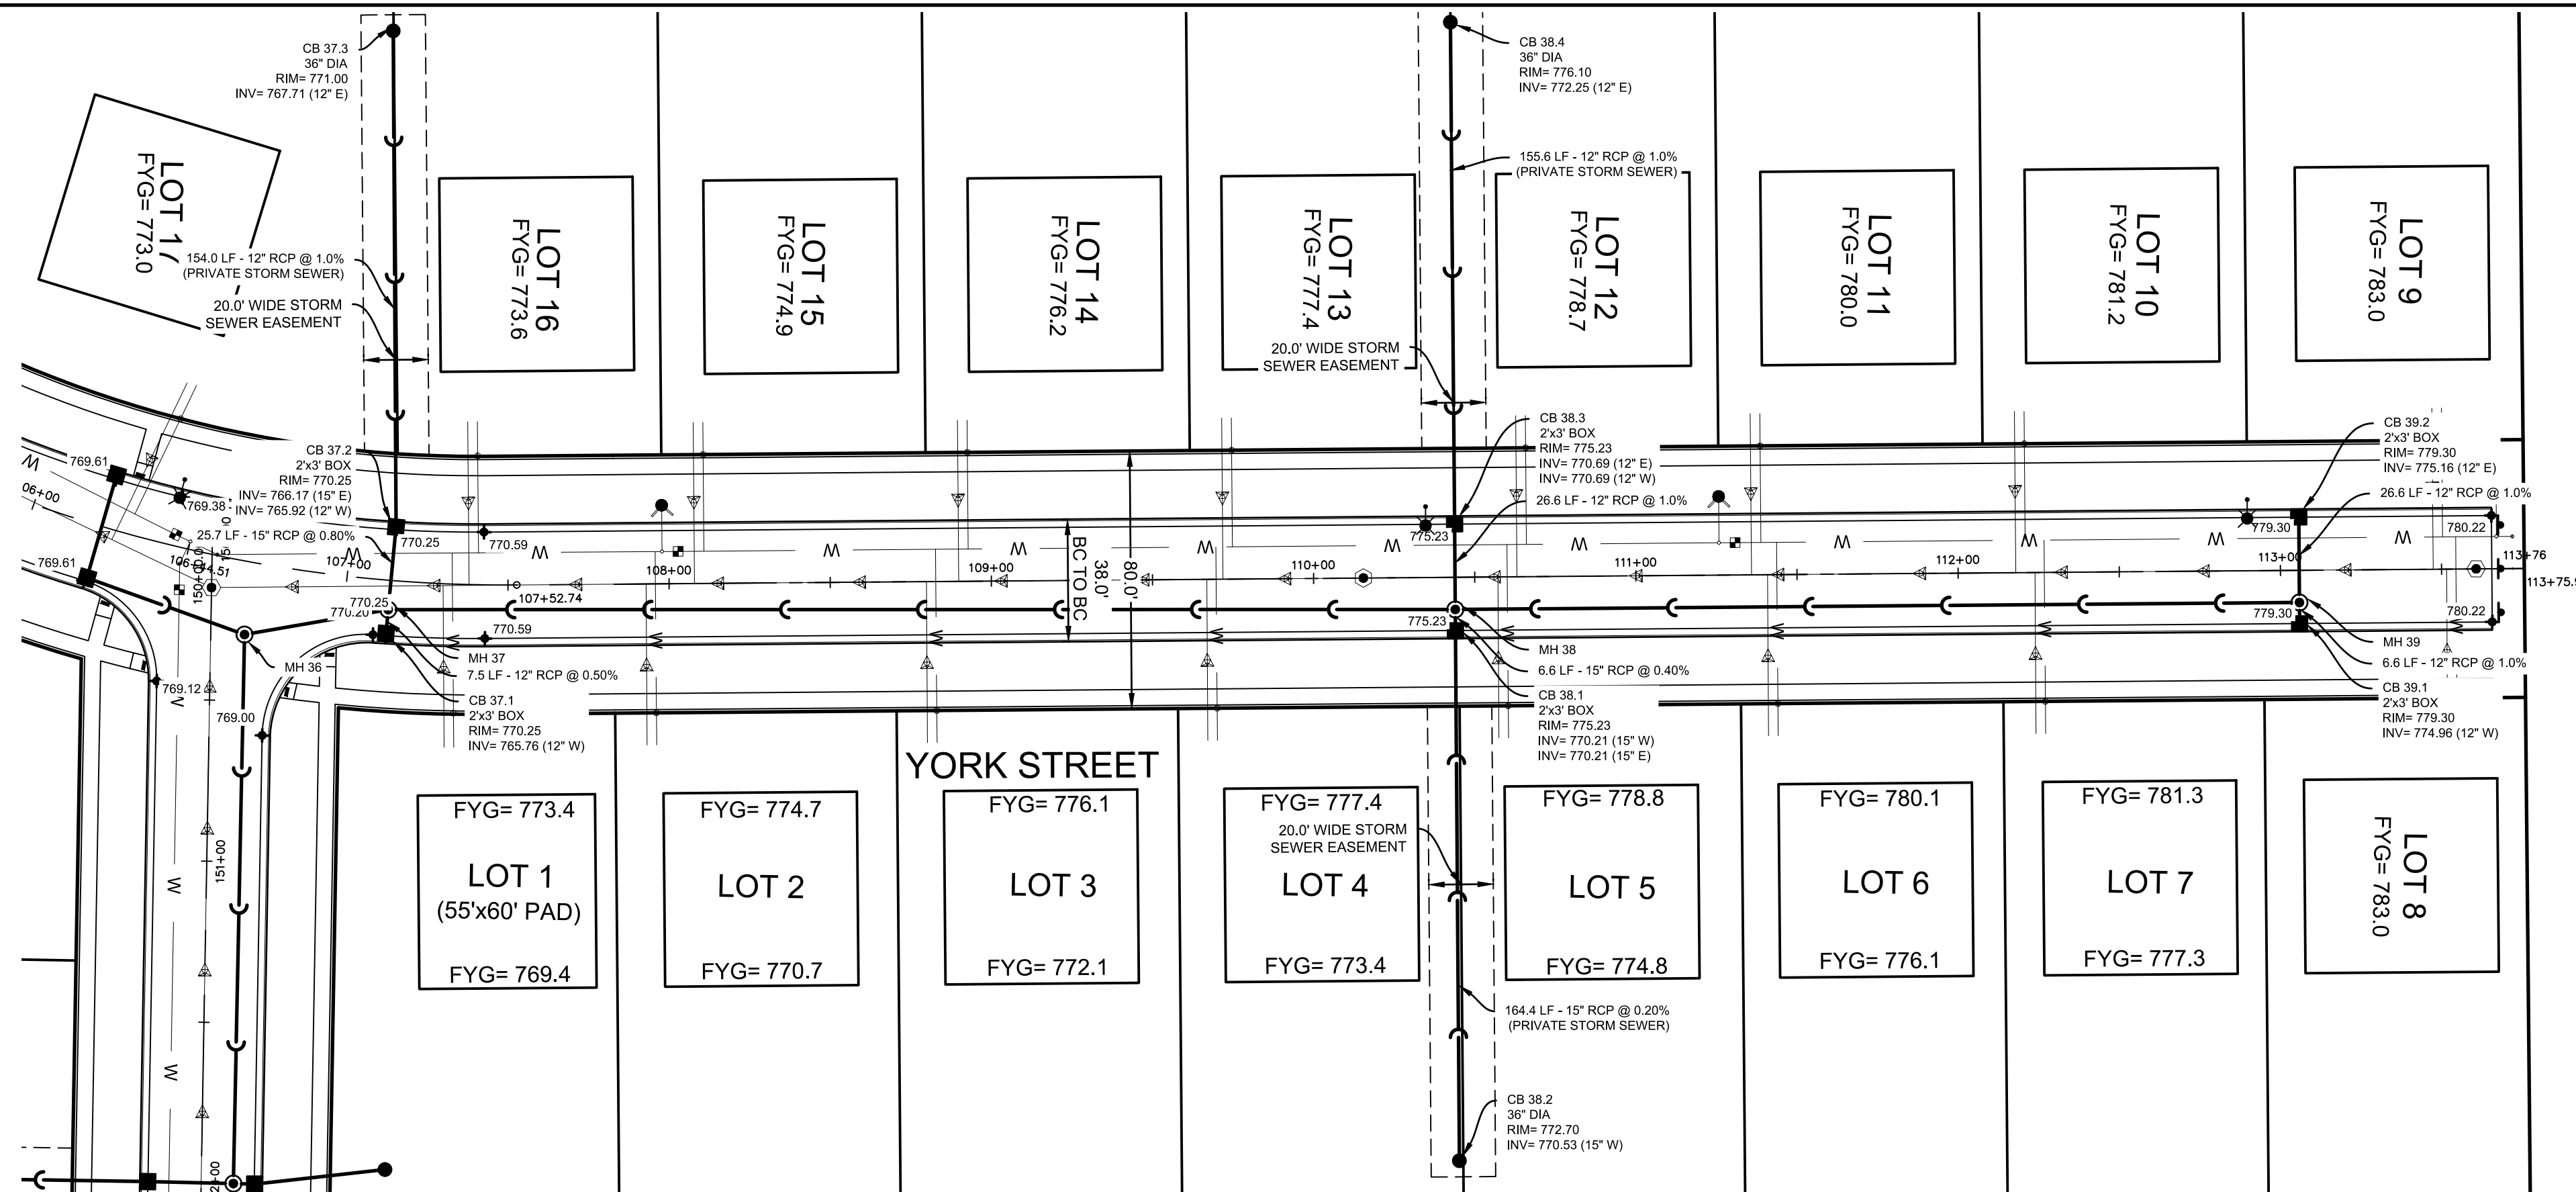 CB 37.3
36" DIA
RIM= 771.00
INV= 767.71 (12" E)
CB 38.4
36" DIA
RIM= 776.10
INV= 772.25 (12" E)
155.6 LF - 12" RCP @ 1.0%
(PRIVATE STORM SEWER)
LOT 17
FYG= 773.0
154.0 LF - 12" RCP @ 1.0%
(PRIVATE STORM SEWER)
20.0' WIDE STORM
SEWER EASEMENT
LOT 16
FYG= 773.6
LOT 15
FYG= 774.9
LOT 14
FYG= 776.2
LOT 13
FYG= 777.4
LOT 12
FYG= 778.7
LOT 11
FYG= 780.0
LOT 10
FYG= 781.2
LOT 9
FYG= 783.0
20.0' WIDE STORM
SEWER EASEMENT
CB 37.2
2'x3' BOX
RIM= 770.25
INV= 766.17 (15" E)
INV= 765.92 (12" W)
25.7 LF - 15" RCP @ 0.80%
CB 38.3
2'x3' BOX
RIM= 775.23
INV= 770.69 (12" E)
INV= 770.69 (12" W)
26.6 LF - 12" RCP @ 1.0%
CB 39.2
2'x3' BOX
RIM= 779.30
INV= 775.16 (12" E)
26.6 LF - 12" RCP @ 1.0%
769.61
769.38
W
06+00
769.61
150+00.0
107+00
770.25
770.59
W W W W W W W W W W W
775.23
779.30
780.22
108+00
109+00
110+00
111+00
112+00
113+00
113+76
107+52.74
BC TO BC
38.0'
80.0'
770.25
770.20
770.59
775.23
779.30
780.22
MH 36
MH 37
7.5 LF - 12" RCP @ 0.50%
CB 37.1
2'x3' BOX
RIM= 770.25
INV= 765.76 (12" W)
MH 38
6.6 LF - 15" RCP @ 0.40%
CB 38.1
2'x3' BOX
RIM= 775.23
INV= 770.21 (15" W)
INV= 770.21 (15" E)
MH 39
6.6 LF - 12" RCP @ 1.0%
CB 39.1
2'x3' BOX
RIM= 779.30
INV= 774.96 (12" W)
769.12
769.00
W
YORK STREET
FYG= 773.4
LOT 1
(55'x60' PAD)
FYG= 769.4
FYG= 774.7
LOT 2
FYG= 770.7
FYG= 776.1
LOT 3
FYG= 772.1
FYG= 777.4
LOT 4
FYG= 773.4
20.0' WIDE STORM
SEWER EASEMENT
FYG= 778.8
LOT 5
FYG= 774.8
FYG= 780.1
LOT 6
FYG= 776.1
FYG= 781.3
LOT 7
FYG= 777.3
LOT 8
FYG= 783.0
151+00
W
W
164.4 LF - 15" RCP @ 0.20%
(PRIVATE STORM SEWER)
CB 38.2
36" DIA
RIM= 772.70
INV= 770.53 (15" W)
2+00